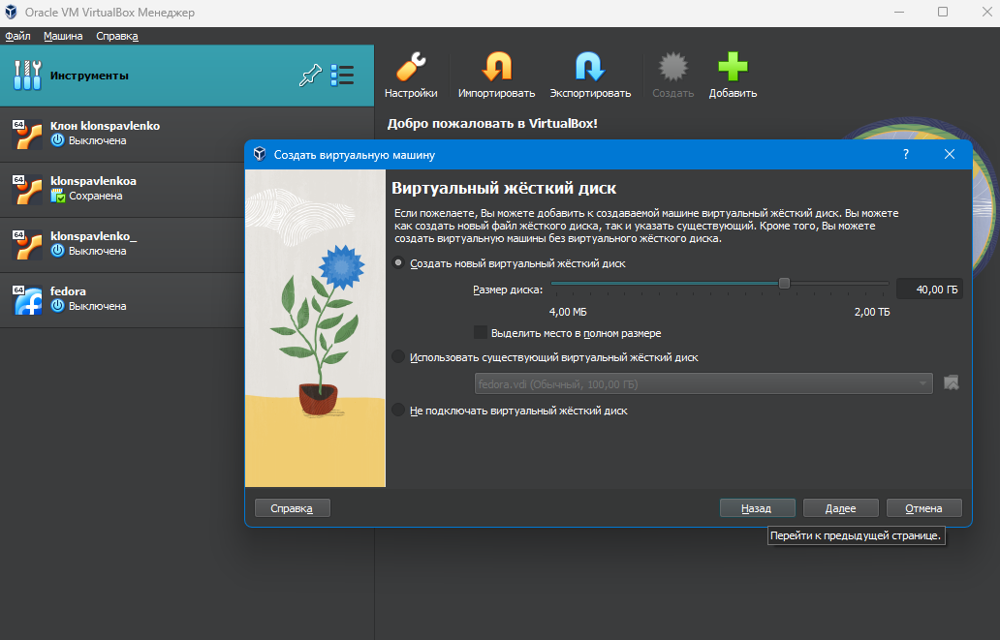 Oracle VM VirtualBox Менеджер
Файл Машина Справка
Инструменты
Настройки Импортировать Экспортировать Создать Добавить
Добро пожаловать в VirtualBox!
64
Клон klonspavlenko
Выключена
64
klonspavlenkoa
Сохранена
64
klonspavlenko_
Выключена
64
fedora
Выключена
Создать виртуальную машину
?
Виртуальный жёсткий диск
Если пожелаете, Вы можете добавить к создаваемой машине виртуальный жёсткий диск. Вы можете
как создать новый файл жёсткого диска, так и указать существующий. Кроме того, Вы можете
создать виртуальную машины без виртуального жёсткого диска.
Создать новый виртуальный жёсткий диск
Размер диска: 40,00 ГБ
4,00 МБ 2,00 ТБ
Выделить место в полном размере
Использовать существующий виртуальный жёсткий диск
fedora.vdi (Обычный, 100,00 ГБ)
Не подключать виртуальный жёсткий диск
Справка Назад Далее Отмена
Перейти к предыдущей странице.